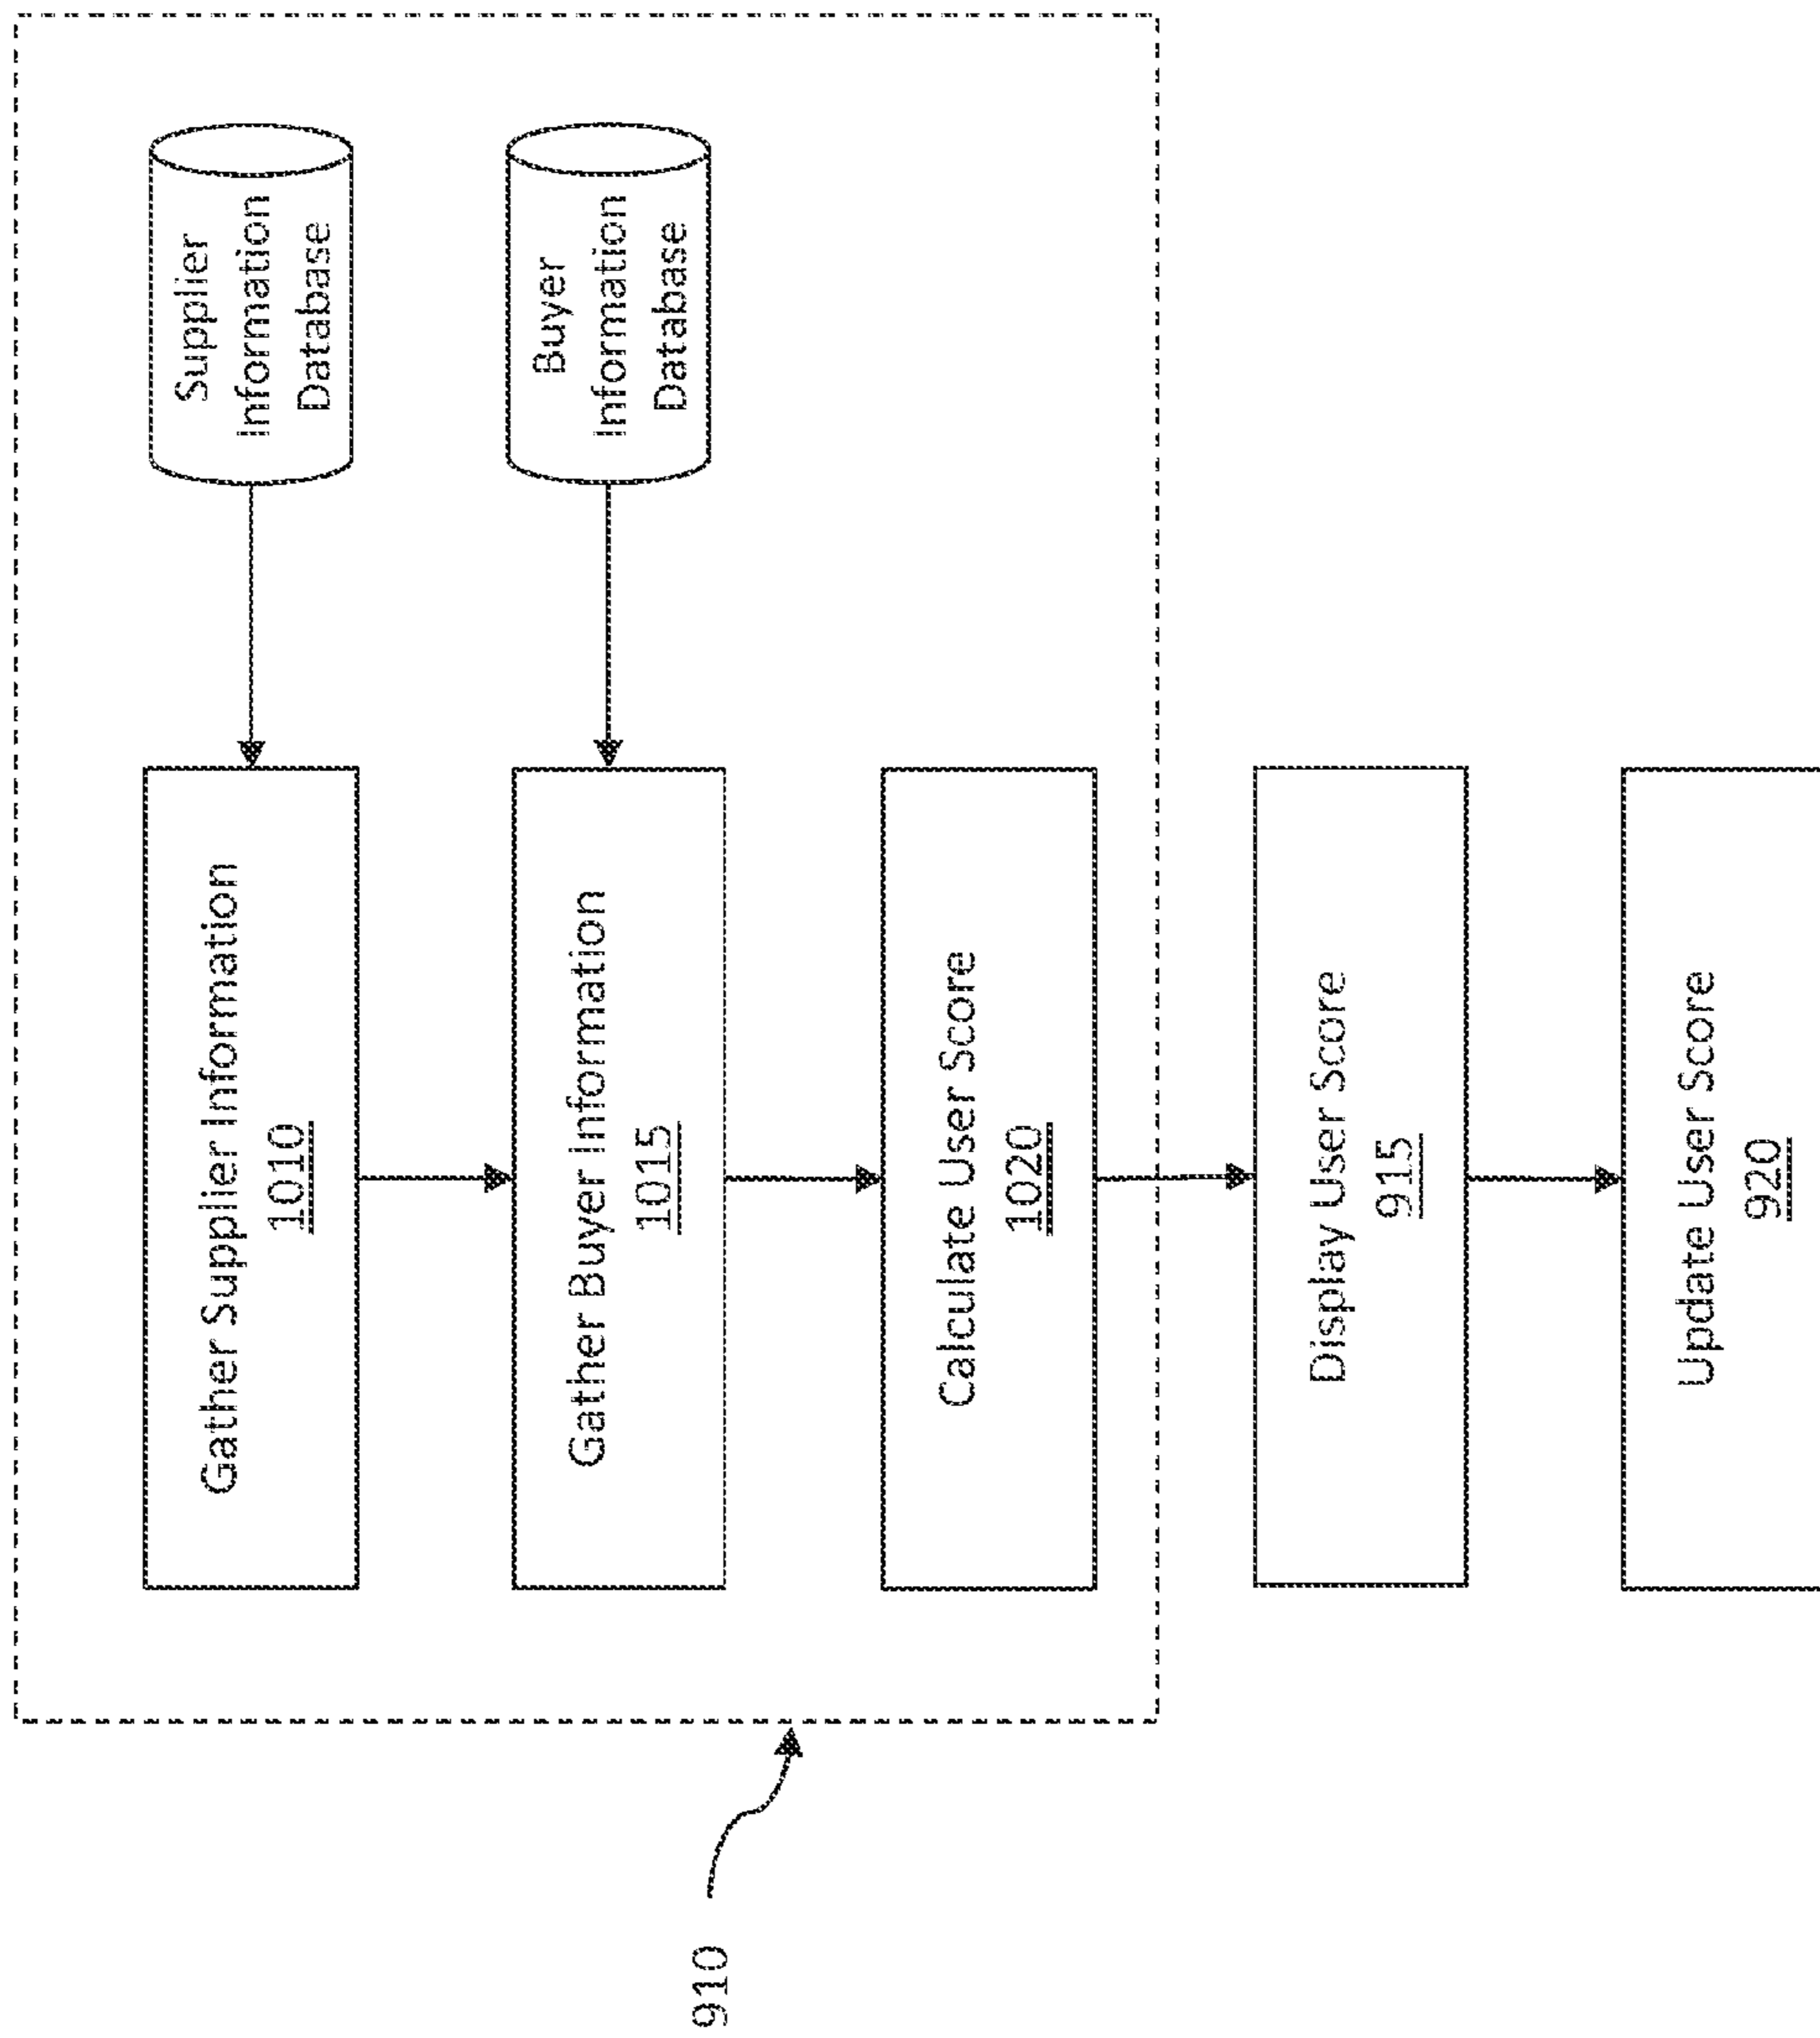 Gather Supplier Information
1010
Supplier
Information
Database
Gather Buyer Information
1015
Buyer
Information
Database
Calculate User Score
1020
910
Display User Score
915
Update User Score
920